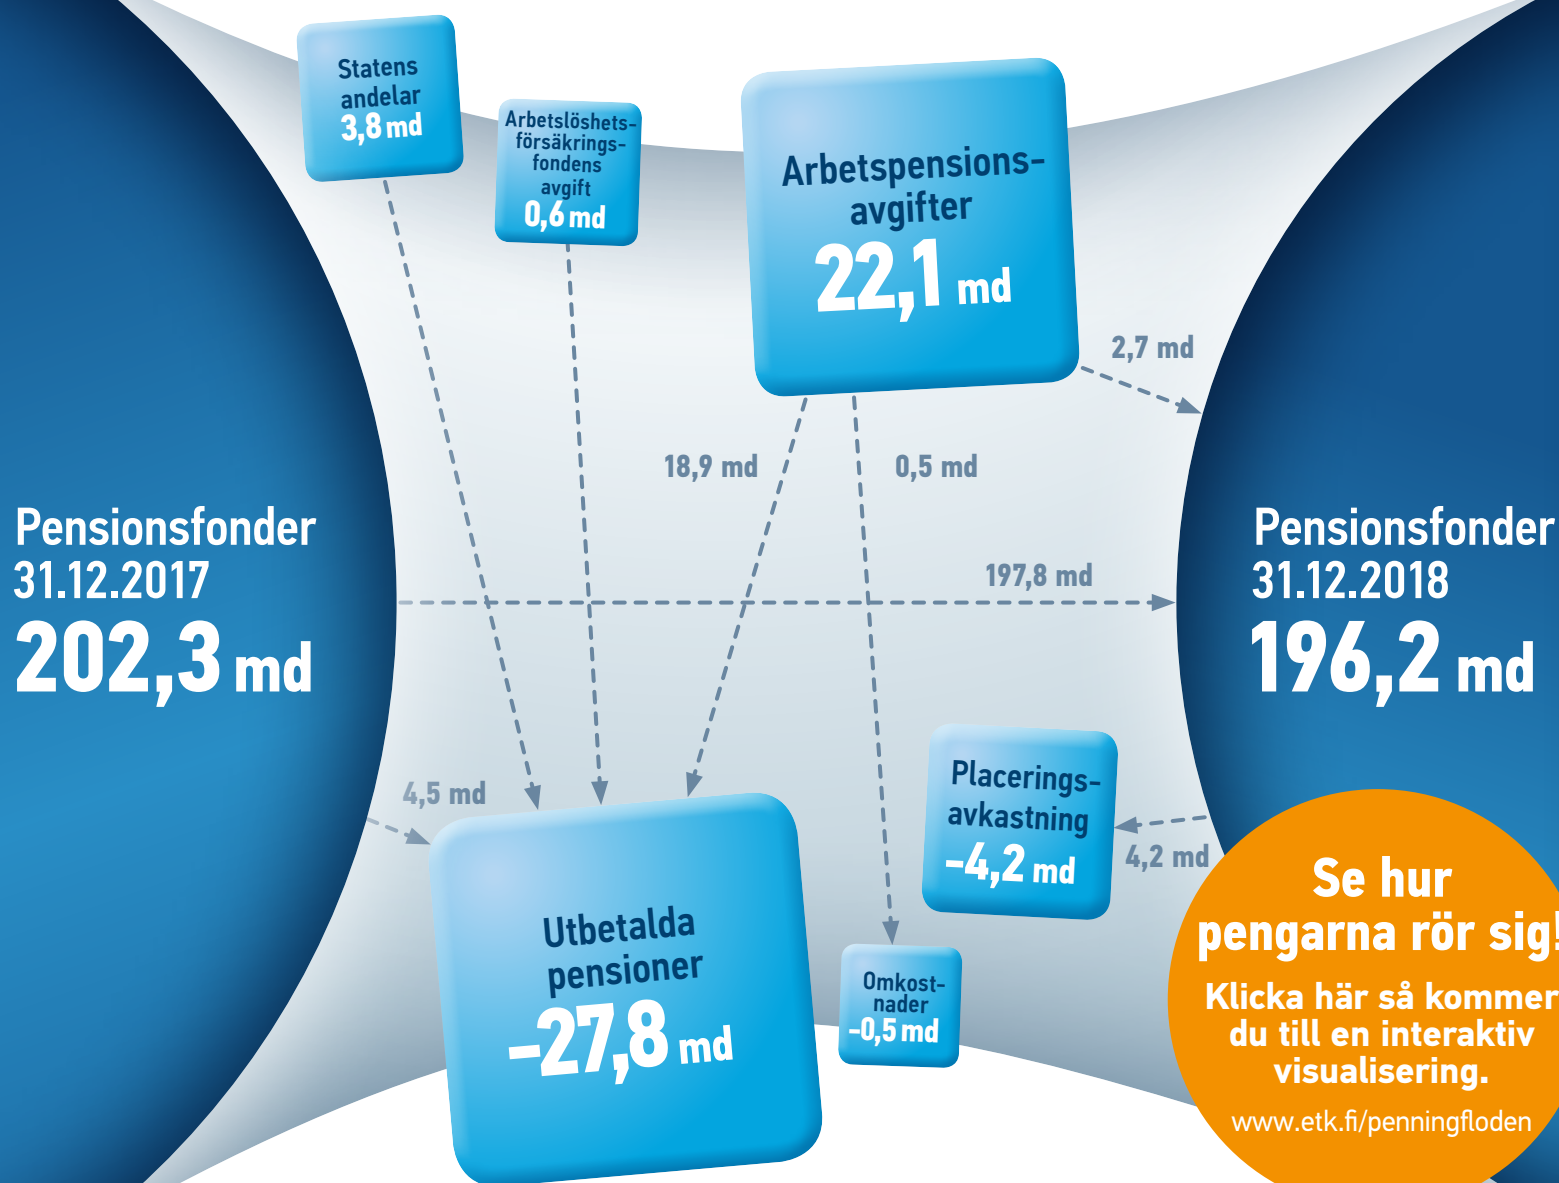 Statens
andelar
3,8 md
Arbetslöshets-
försäkrings-
fondens
avgift
0,6 md
Arbetspensions-
avgifter
22,1 md
2,7 md
18,9 md
0,5 md
Pensionsfonder
31.12.2017
202,3 md
197,8 md
Pensionsfonder
31.12.2018
196,2 md
4,5 md
Placerings-
avkastning
–4,2 md
4,2 md
Utbetalda
pensioner
–27,8 md
Omkost-
nader
–0,5 md
Se hur
pengarna rör sig!
Klicka här så kommer
du till en interaktiv
visualisering.
www.etk.fi/penningfloden